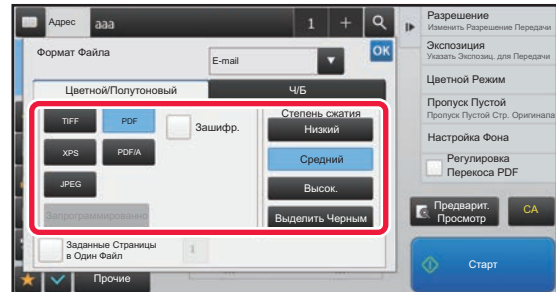 Адрес
aaa
1
Формат Файла
E-mail
OK
Цветной/Полутоновый
Ч/Б
TIFF
PDF
Зашифр.
XPS
PDF/A
JPEG
Запрограммированно
Степень сжатия
Низкий
Средний
Высок.
Выделить Черным
Заданные Страницы
в Один Файл
1
Прочие
Разрешение
Изменить Разрешение Передачи
Экспозиция
Указать Экспозиц. для Передачи
Цветной Режим
Пропуск Пустой
Пропуск Пустой Стр. Оригинала
Настройка Фона
Регулировка
Перекоса PDF
Предварит.
Просмотр
CA
Старт